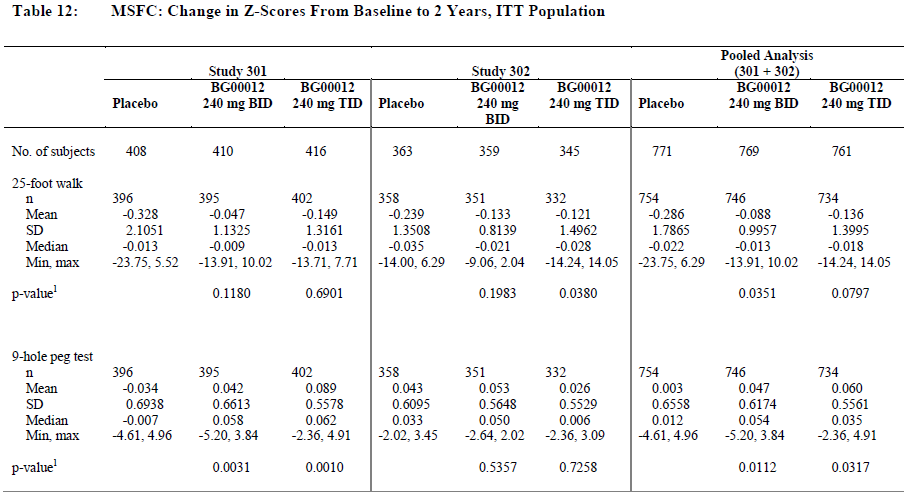 Table 12: MSFC: Change in Z-Scores From Baseline to 2 Years, ITT Population
Pooled Analysis
Study 301 Study 302 (301 + 302)
BG00012 BG00012 BG00012 BG00012 BG00012 BG00012
Placebo 240 mg BID 240 mg TID Placebo 240 mg 240 mg TID Placebo 240 mg BID 240 mg TID
BID
No. of subjects 408 410 416 363 359 345 771 769 761
25-foot walk
n 396 395 402 358 351 332 754 746 734
Mean -0.328 -0.047 -0.149 -0.239 -0.133 -0.121 -0.286 -0.088 -0.136
SD 2.1051 1.1325 1.3161 1.3508 0.8139 1.4962 1.7865 0.9957 1.3995
Median -0.013 -0.009 -0.013 -0.035 -0.021 -0.028 -0.022 -0.013 -0.018
Min, max -23.75, 5.52 -13.91, 10.02 -13.71, 7.71 -14.00, 6.29 -9.06, 2.04 -14.24, 14.05 -23.75, 6.29 -13.91, 10.02 -14.24, 14.05
p-value1 0.1180 0.6901 0.1983 0.0380 0.0351 0.0797
9-hole peg test
n 396 395 402 358 351 332 754 746 734
Mean -0.034 0.042 0.089 0.043 0.053 0.026 0.003 0.047 0.060
SD 0.6938 0.6613 0.5578 0.6095 0.5648 0.5529 0.6558 0.6174 0.5561
Median -0.007 0.058 0.062 0.033 0.050 0.006 0.012 0.054 0.035
Min, max -4.61, 4.96 -5.20, 3.84 -2.36, 4.91 -2.02, 3.45 -2.64, 2.02 -2.36, 3.09 -4.61, 4.96 -5.20, 3.84 -2.36, 4.91
p-value1 0.0031 0.0010 0.5357 0.7258 0.0112 0.0317